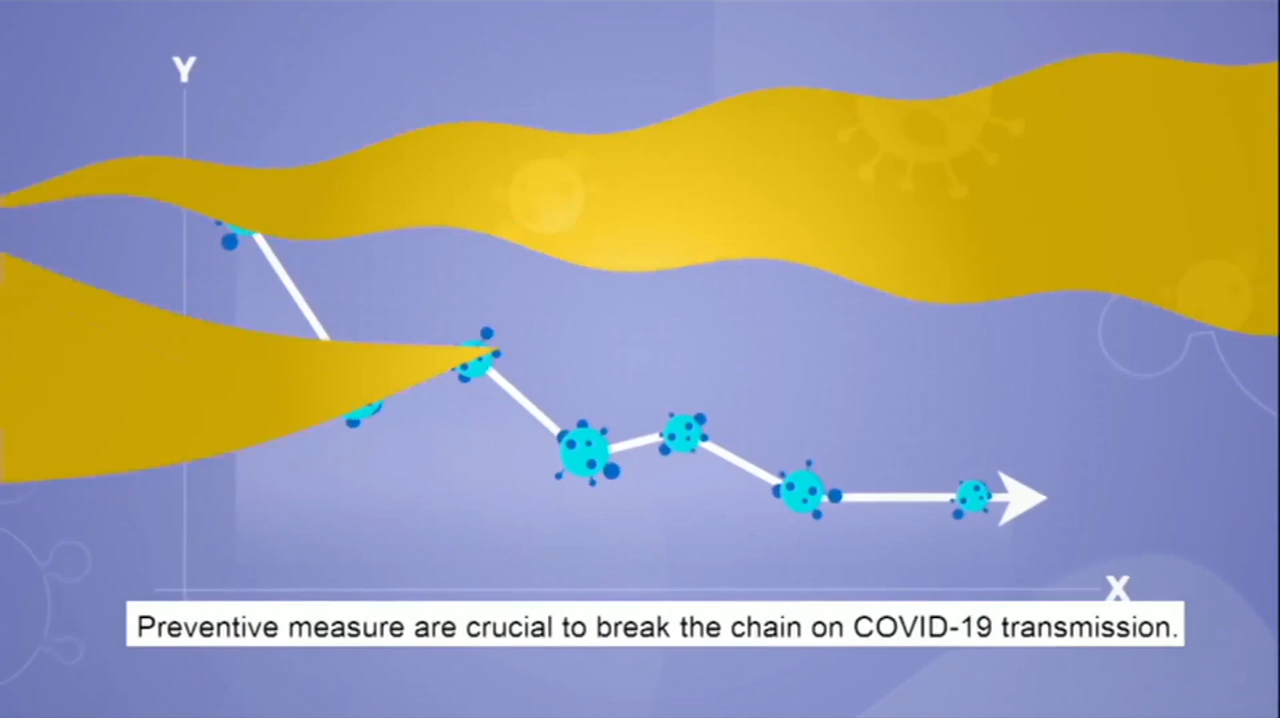 Y
X
Preventive measure are crucial to break the chain on COVID-19 transmission.